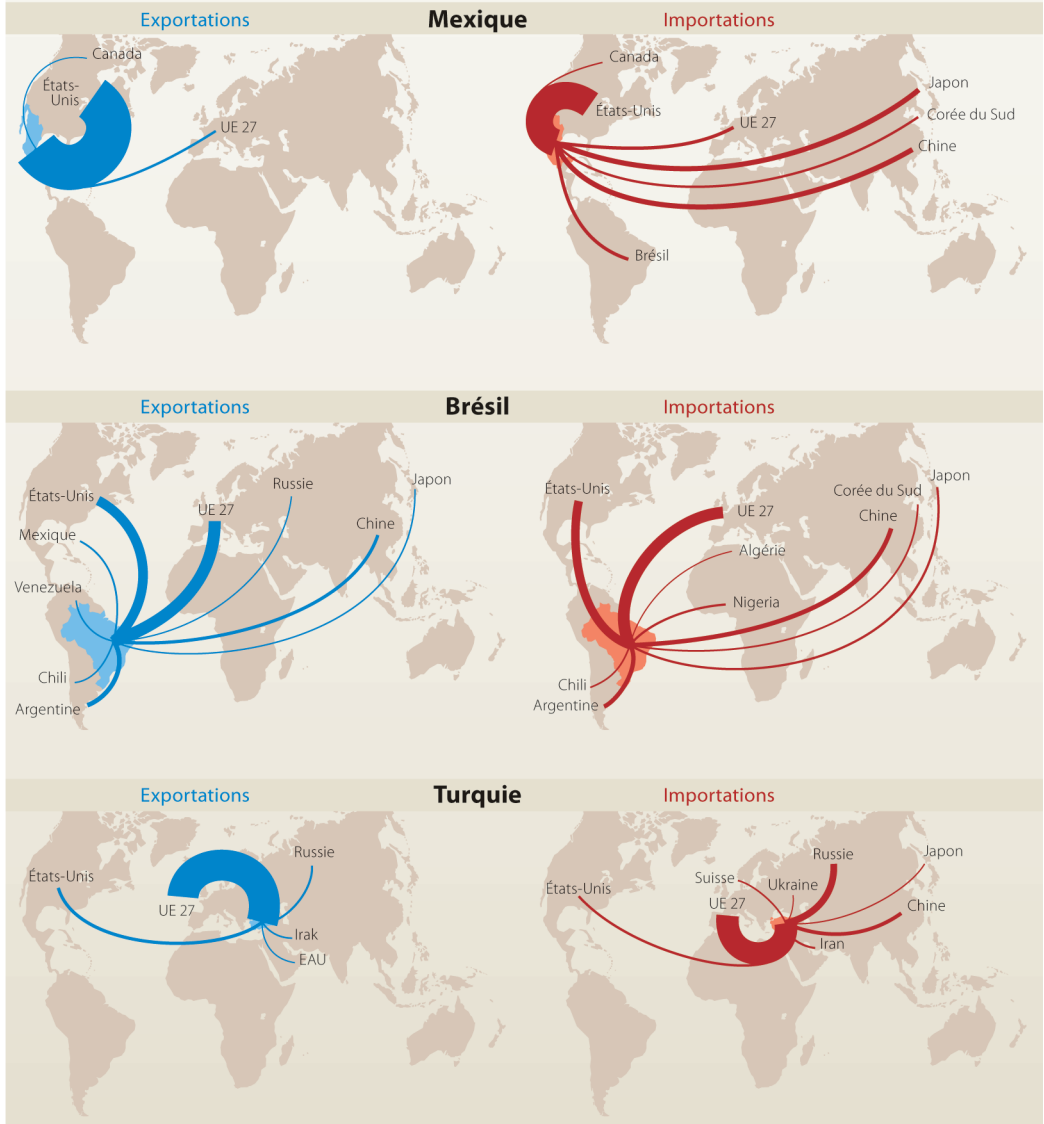 Exportations Mexique Importations
Canada
États-
Unis
UE 27
Canada
États-Unis
UE 27
Japon
Corée du Sud
Chine
Brésil
Exportations Brésil Importations
États-Unis
Mexique
Venezuela
Chili
Argentine
UE 27
Russie
Chine
Japon
États-Unis
UE 27
Algérie
Nigeria
Corée du Sud
Chine
Japon
Chili
Argentine
Exportations Turquie Importations
États-Unis
UE 27
Russie
Irak
EAU
États-Unis
Suisse
UE 27
Ukraine
Russie
Japon
Chine
Iran